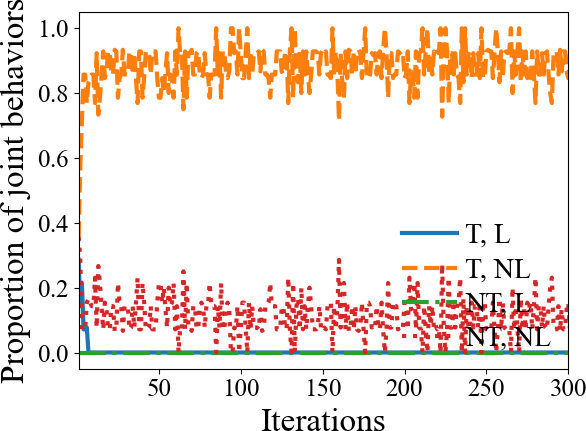 Proportion of joint behaviors
1.0
0.8
0.6
0.4
0.2
0.0
T, L
T, NL
NT, L
NT, NL
50
100
150
200
250
300
Iterations